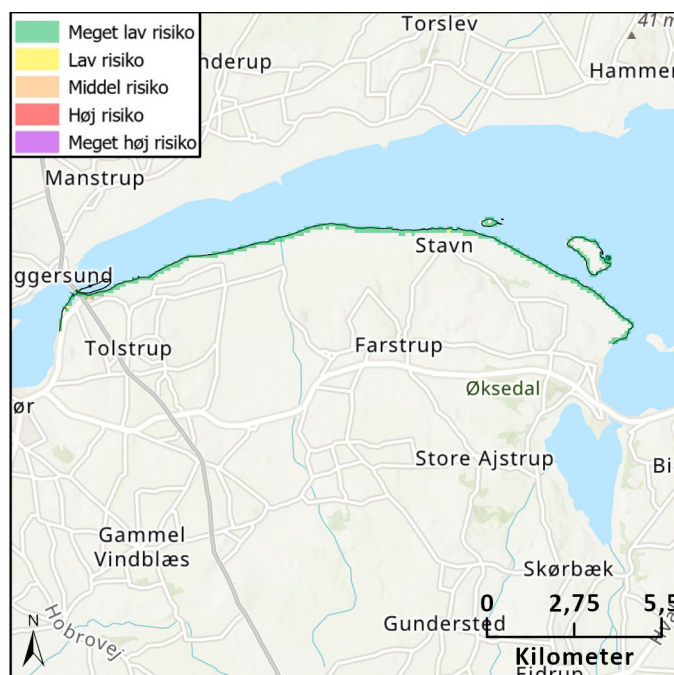 Meget lav risiko
Lav risiko
Middel risiko
Høj risiko
Meget høj risiko
Torslev
41 m
nderup
Hammer
Manstrup
Stavn
ggersund
Tolstrup
Farstrup
Øksedal
ør
Store Ajstrup
Bi
Gammel
Vindblæs
Skørbæk
0 2,75 5,5
Hobrovej
Gundersted
Kilometer
N